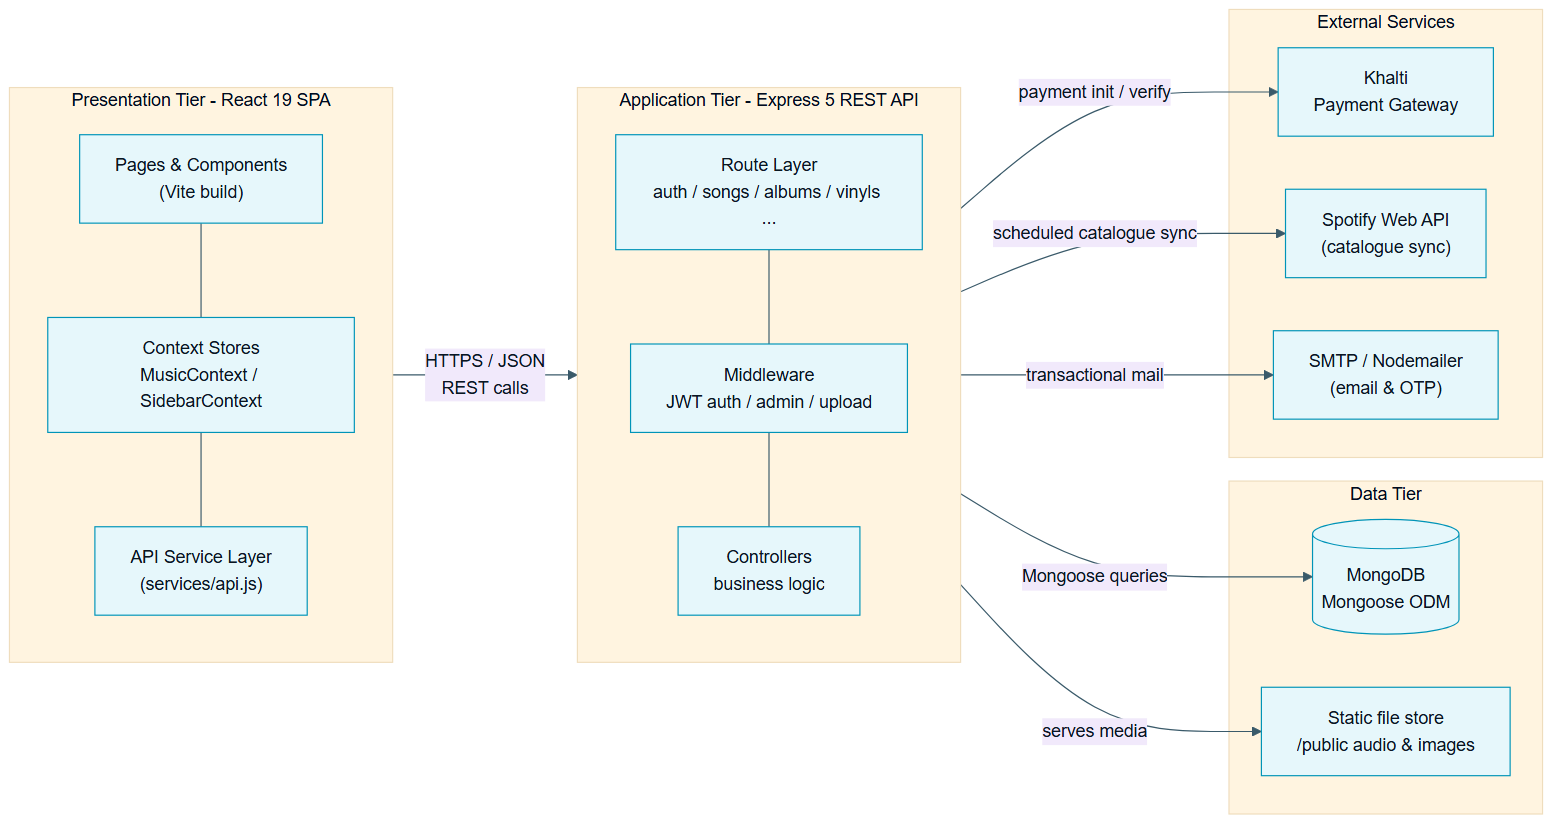 Presentation Tier - React 19 SPA
Pages & Components
(Vite build)
Context Stores
MusicContext /
SidebarContext
API Service Layer
(services/api.js)
HTTPS / JSON
REST calls
Application Tier - Express 5 REST API
Route Layer
auth / songs / albums / vinyls
...
Middleware
JWT auth / admin / upload
Controllers
business logic
payment init / verify
scheduled catalogue sync
transactional mail
Mongoose queries
serves media
External Services
Khalti
Payment Gateway
Spotify Web API
(catalogue sync)
SMTP / Nodemailer
(email & OTP)
Data Tier
MongoDB
Mongoose ODM
Static file store
/public audio & images